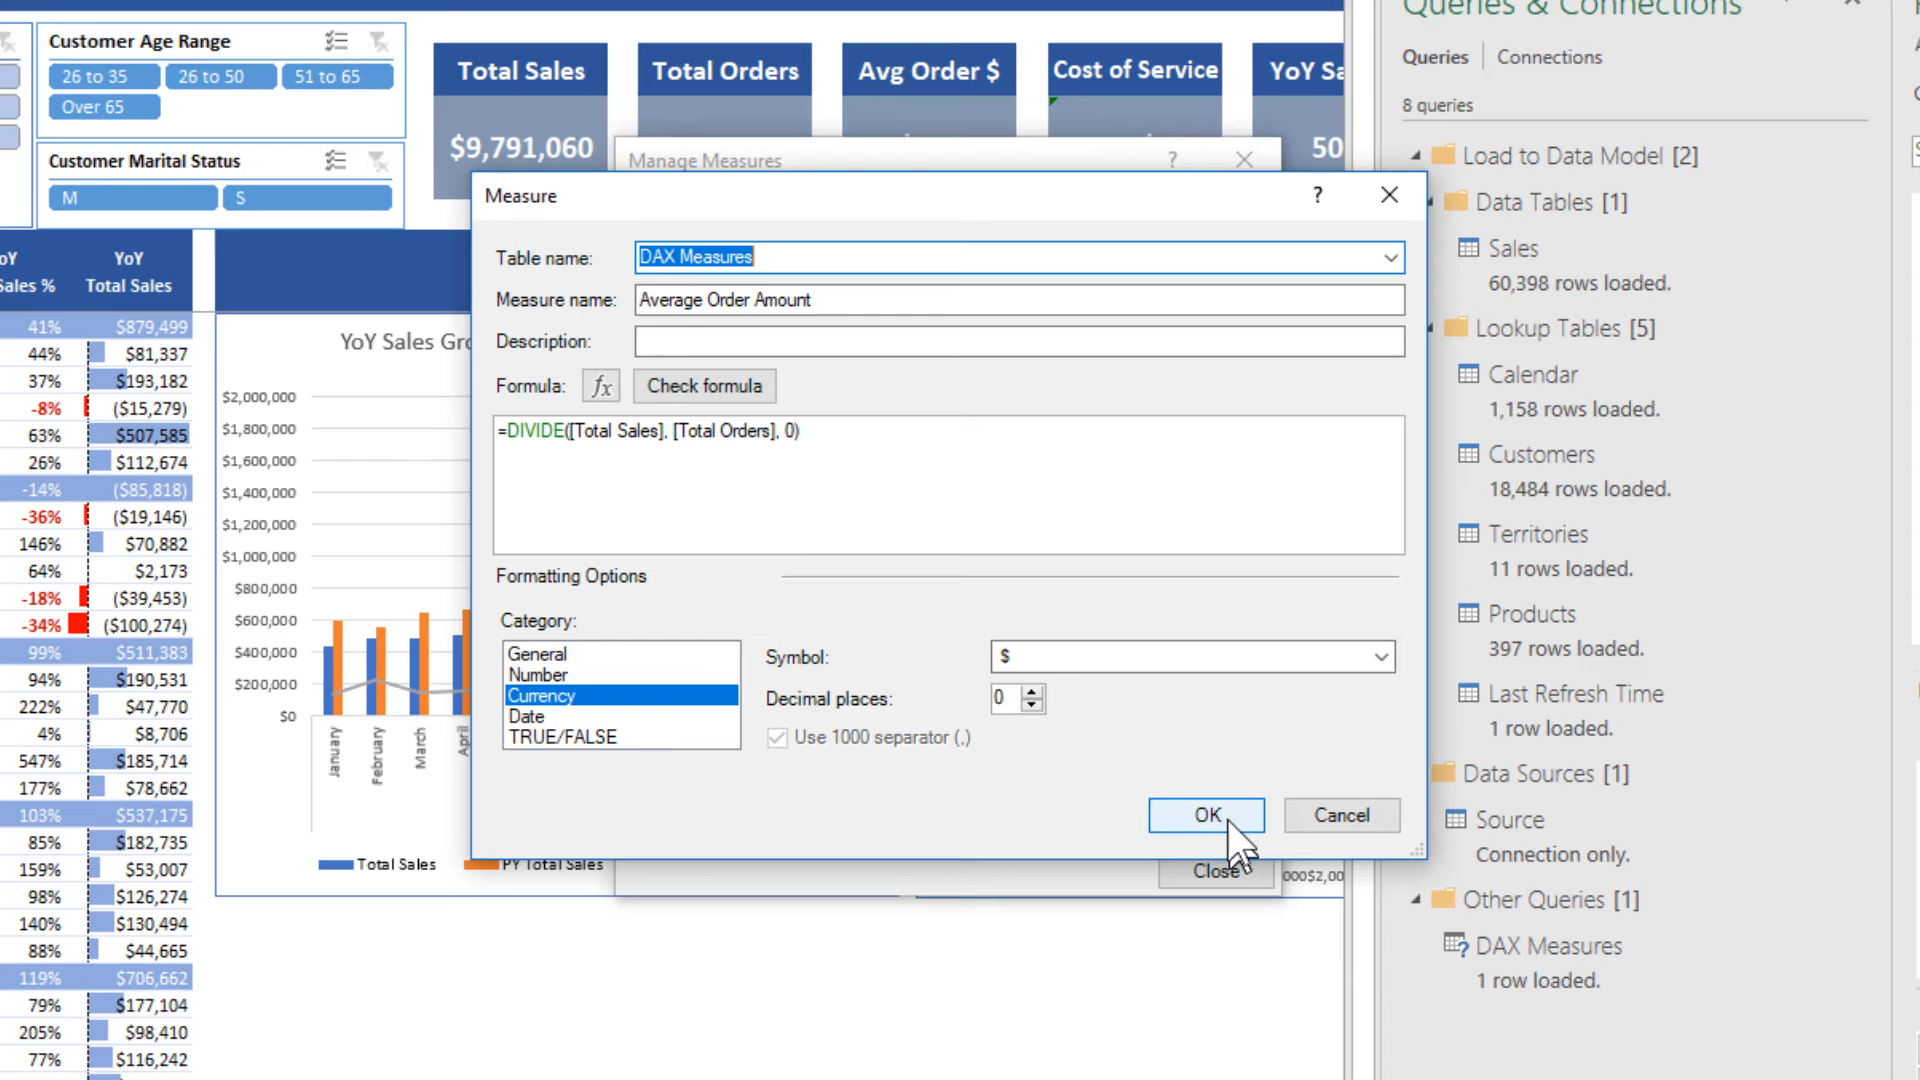 Customer Age Range
26 to 35
26 to 50
51 to 65
Over 65
Customer Marital Status
M
S
Total Sales
$9,791,060
Total Orders
Avg Order $
Cost of Service
YoY Sa
50
Manage Measures
?
Measure
?
Table name:
DAX Measures
Measure name:
Average Order Amount
Description:
Formula:
fx
Check formula
=DIVIDE([Total Sales], [Total Orders], 0)
Formatting Options
Category:
General
Number
Currency
Date
TRUE/FALSE
Symbol:
$
Decimal places:
0
Use 1000 separator (,)
OK
Cancel
Close
oY
Sales %
YoY
Total Sales
41% $879,499
44% $81,337
37% $193,182
-8% ($15,279)
63% $507,585
26% $112,674
-14% ($85,818)
-36% ($19,146)
146% $70,882
64% $2,173
-18% ($39,453)
-34% ($100,274)
99% $511,383
94% $190,531
222% $47,770
4% $8,706
547% $185,714
177% $78,662
103% $537,175
85% $182,735
159% $53,007
98% $126,274
140% $130,494
88% $44,665
119% $706,662
79% $177,104
205% $98,410
77% $116,242
YoY Sales Gro
$2,000,000
$1,800,000
$1,600,000
$1,400,000
$1,200,000
$1,000,000
$800,000
$600,000
$400,000
$200,000
$0
January
February
March
April
Total Sales
PY Total Sales
000$2,00
Queries & Connections
Queries
Connections
8 queries
Load to Data Model [2]
Data Tables [1]
Sales
60,398 rows loaded.
Lookup Tables [5]
Calendar
1,158 rows loaded.
Customers
18,484 rows loaded.
Territories
11 rows loaded.
Products
397 rows loaded.
Last Refresh Time
1 row loaded.
Data Sources [1]
Source
Connection only.
Other Queries [1]
DAX Measures
1 row loaded.